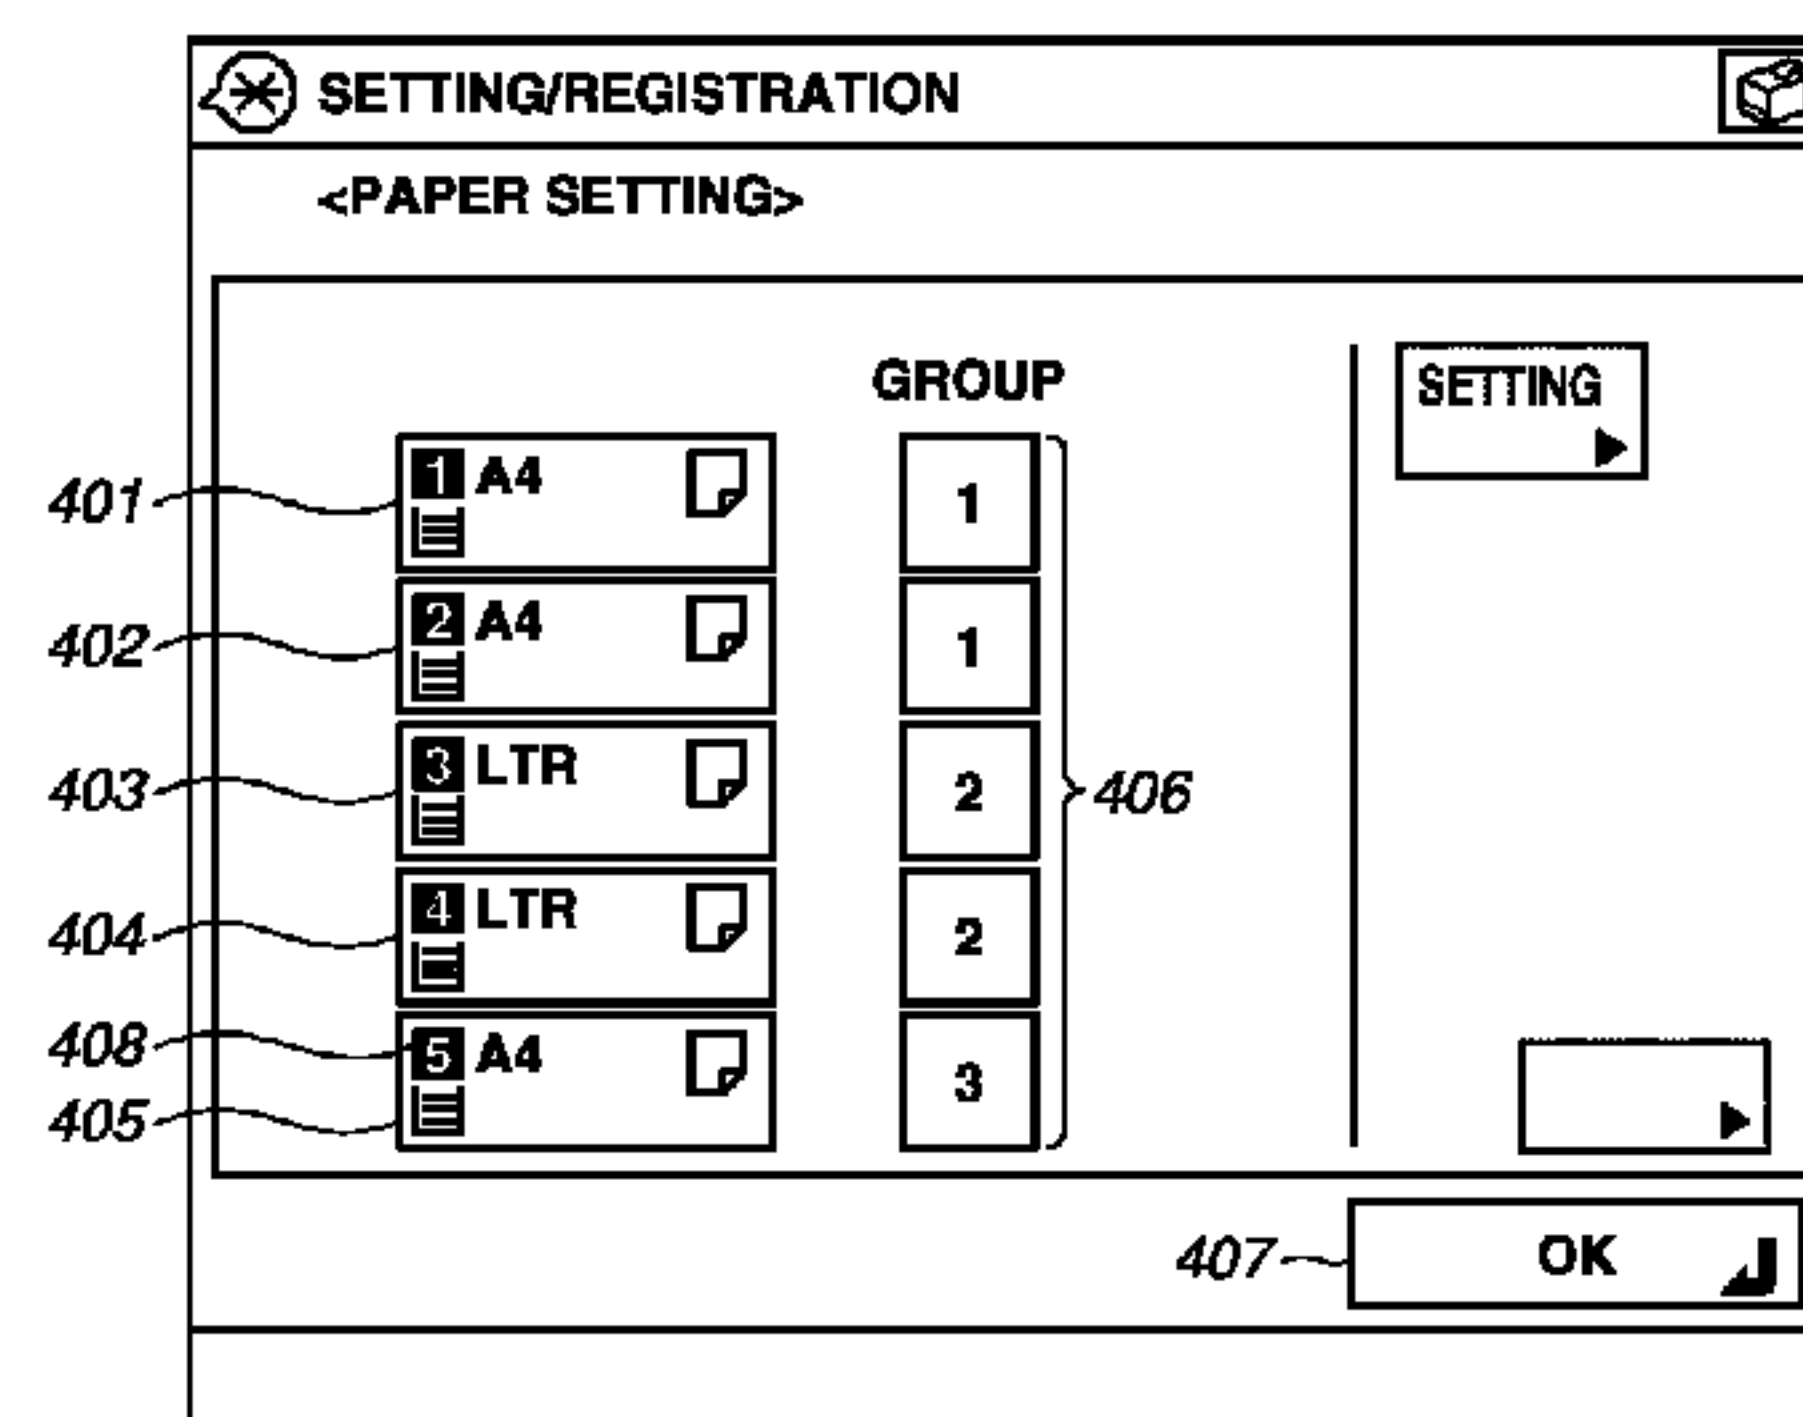 SETTING/REGISTRATION
<PAPER SETTING>
GROUP
SETTING
401 1 A4 1
402 2 A4 1
403 3 LTR 2 406
404 4 LTR 2
408 5 A4 3
405
407 OK